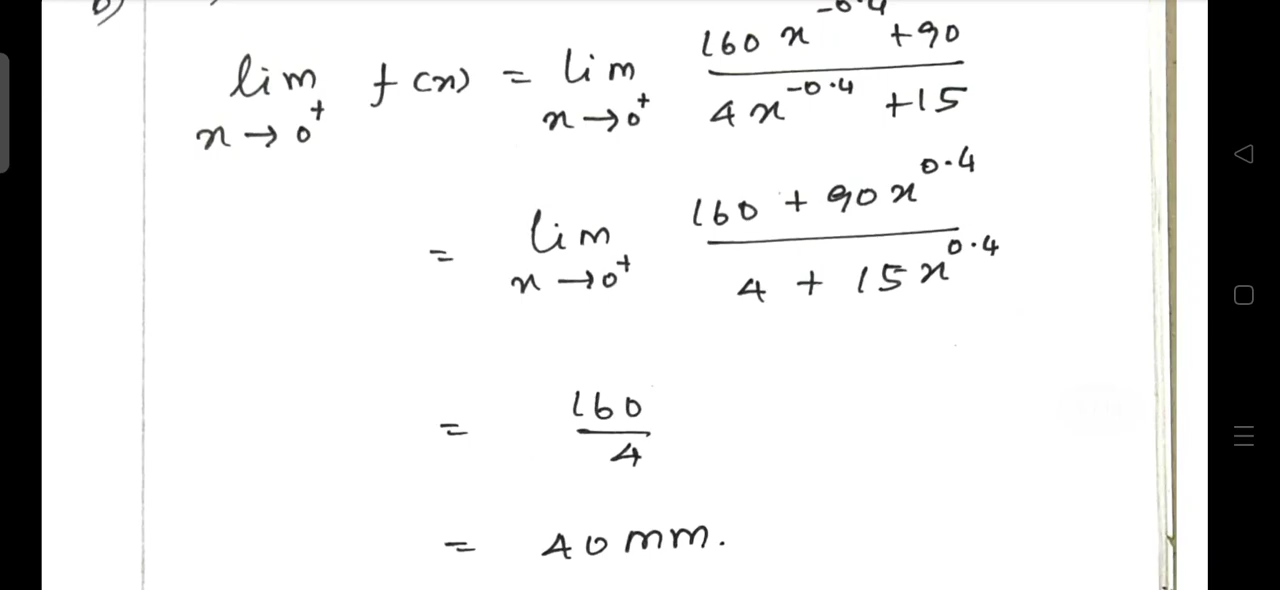 b)
lim x→0⁺ f(x) = lim x→0⁺ (160x^-0.4 + 90) / (4x^-0.4 + 15)
= lim x→0⁺ (160 + 90x^0.4) / (4 + 15x^0.4)
= 160/4
= 40 mm.